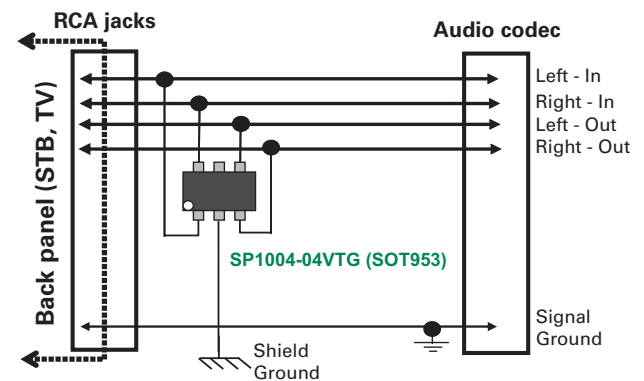 RCA jacks
Audio codec
Back panel (STB, TV)
Left - In
Right - In
Left - Out
Right - Out
SP1004-04VTG (SOT953)
Signal
Ground
Shield
Ground